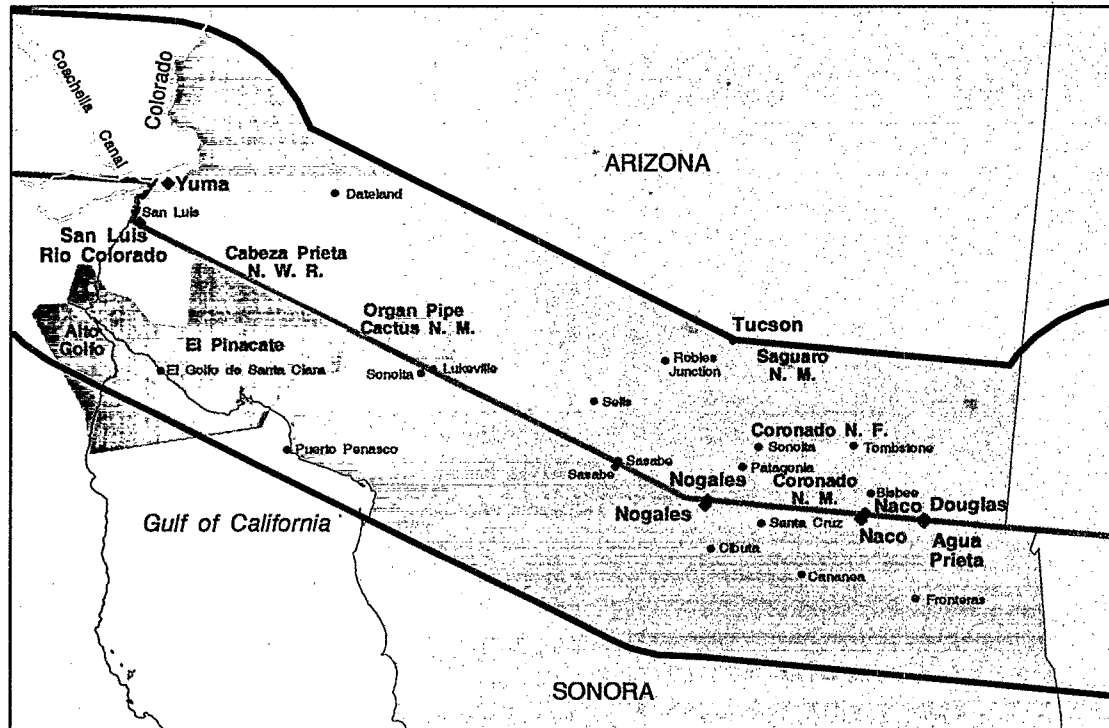 Coachella
Canal
Colorado
ARIZONA
Yuma
Dateland
San Luis
San Luis
Rio Colorado
Cabeza Prieta
N. W. R.
Organ Pipe
Cactus N. M.
Alto
Golfo
El Pinacate
El Golfo de Santa Clara
Sonoita
Lukeville
Tucson
Saguaro
N. M.
Robles
Junction
Sells
Coronado N. F.
Sonoita
Tombstone
Puerto Penasco
Sasabe
Sasabe
Patagonia
Nogales
Nogales
Coronado
N. M.
Bisbee
Naco
Naco
Douglas
Agua
Prieta
Santa Cruz
Cibuta
Cananea
Fronteras
Gulf of California
SONORA